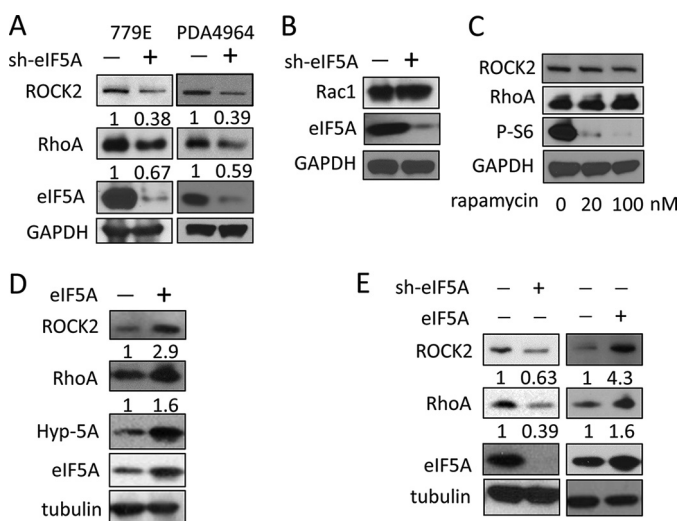 A
779E PDA4964
sh-eIF5A — + — +
ROCK2
1 0.38 1 0.39
RhoA
1 0.67 1 0.59
eIF5A
GAPDH
B
sh-eIF5A — +
Rac1
eIF5A
GAPDH
C
ROCK2
RhoA
P-S6
GAPDH
rapamycin 0 20 100 nM
D
eIF5A — +
ROCK2
1 2.9
RhoA
1 1.6
Hyp-5A
eIF5A
tubulin
E
sh-eIF5A — + — —
eIF5A — — — +
ROCK2
1 0.63 1 4.3
RhoA
1 0.39 1 1.6
eIF5A
tubulin